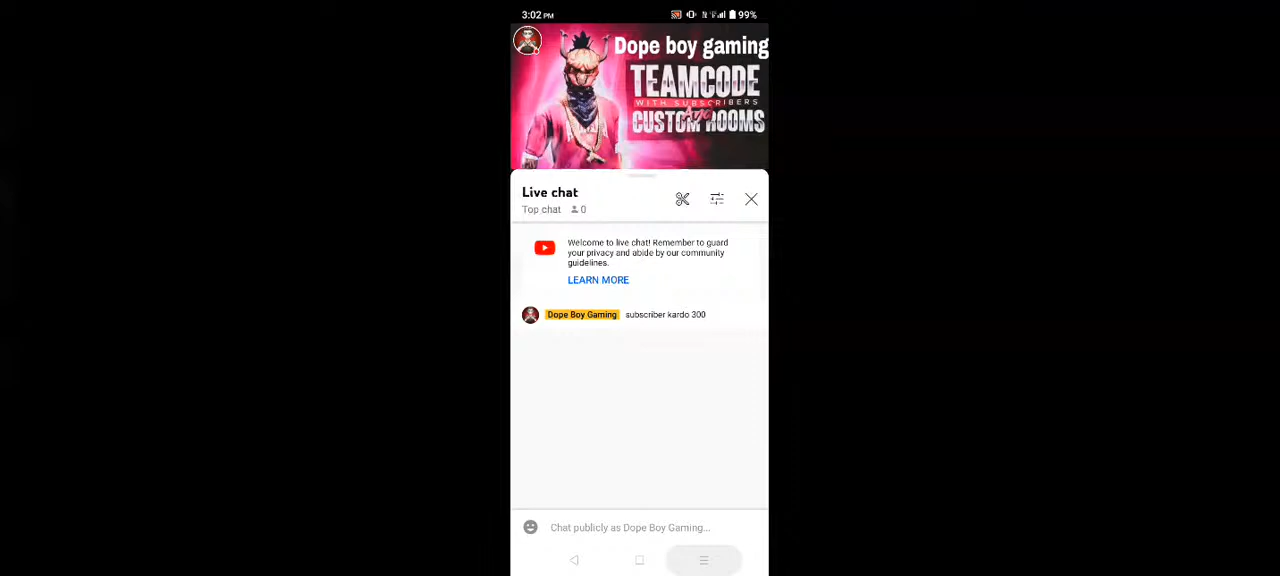 3:02 PM
99%
Dope boy gaming
TEAMCODE
WITH SUBSCRIBERS
And
CUSTOM ROOMS
Live chat
Top chat 0
Welcome to live chat! Remember to guard
your privacy and abide by our community
guidelines.
LEARN MORE
Dope Boy Gaming subscriber kardo 300
Chat publicly as Dope Boy Gaming...